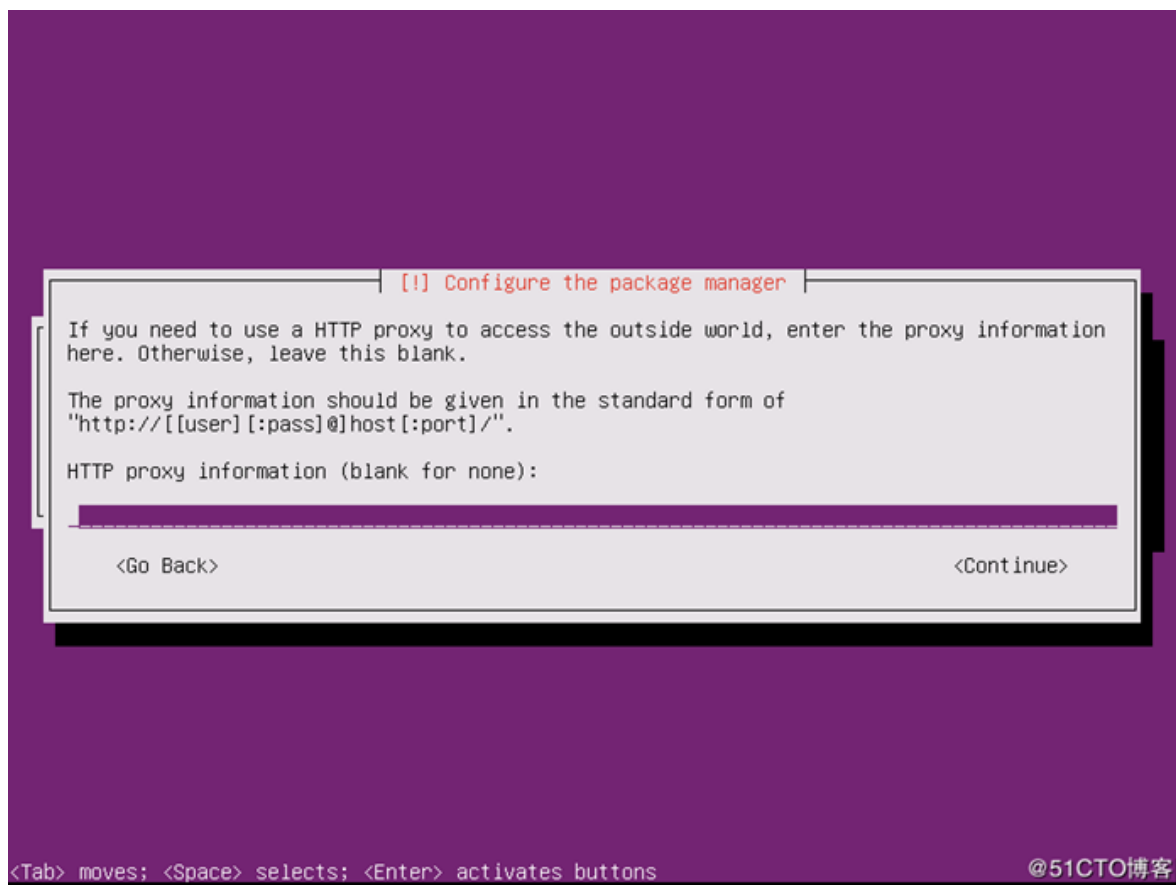 [!] Configure the package manager
If you need to use a HTTP proxy to access the outside world, enter the proxy information
here. Otherwise, leave this blank.
The proxy information should be given in the standard form of
"http://[[user][:pass]@]host[:port]/".
HTTP proxy information (blank for none):
<Go Back> <Continue>
<Tab> moves; <Space> selects; <Enter> activates buttons
@51CTO博客